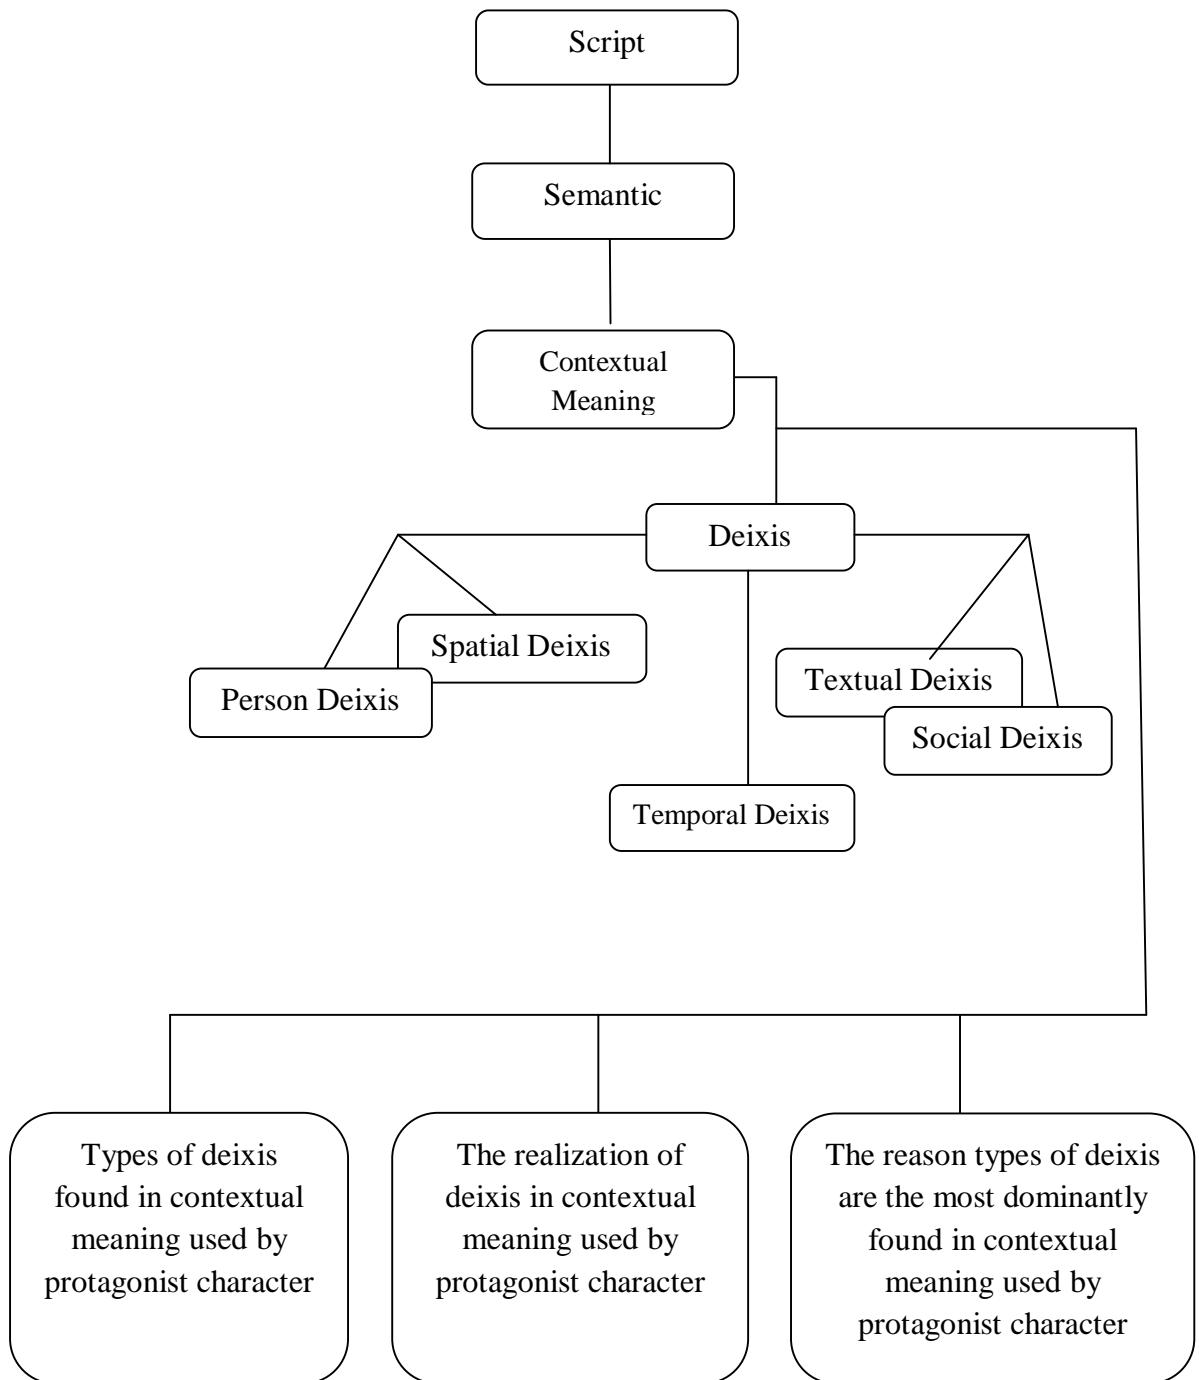 Script
Semantic
Contextual
Meaning
Deixis
Spatial Deixis
Person Deixis
Textual Deixis
Social Deixis
Temporal Deixis
Types of deixis
found in contextual
meaning used by
protagonist character
The realization of
deixis in contextual
meaning used by
protagonist character
The reason types of deixis
are the most dominantly
found in contextual
meaning used by
protagonist character